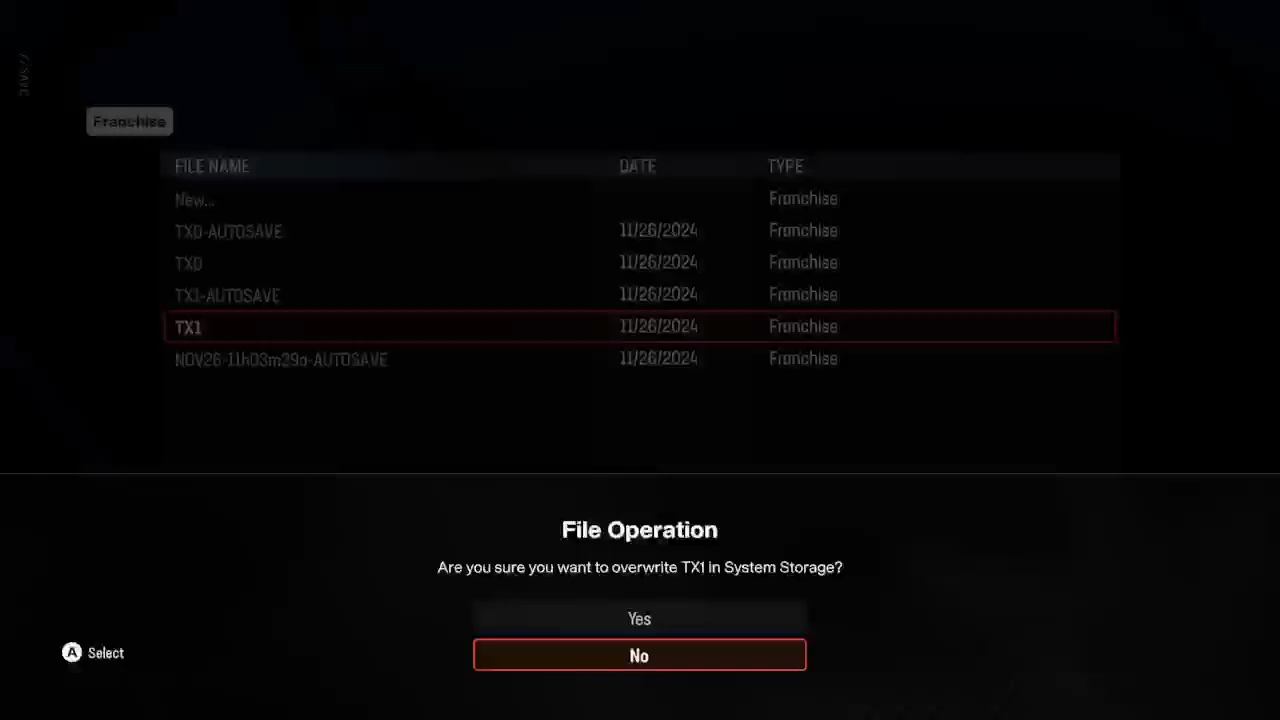 //SAVE
Franchise
FILE NAME DATE TYPE
New... Franchise
TX0-AUTOSAVE 11/26/2024 Franchise
TX0 11/26/2024 Franchise
TX1-AUTOSAVE 11/26/2024 Franchise
TX1 11/26/2024 Franchise
NOV26-11h03m29a-AUTOSAVE 11/26/2024 Franchise
File Operation
Are you sure you want to overwrite TX1 in System Storage?
Yes
A Select
No